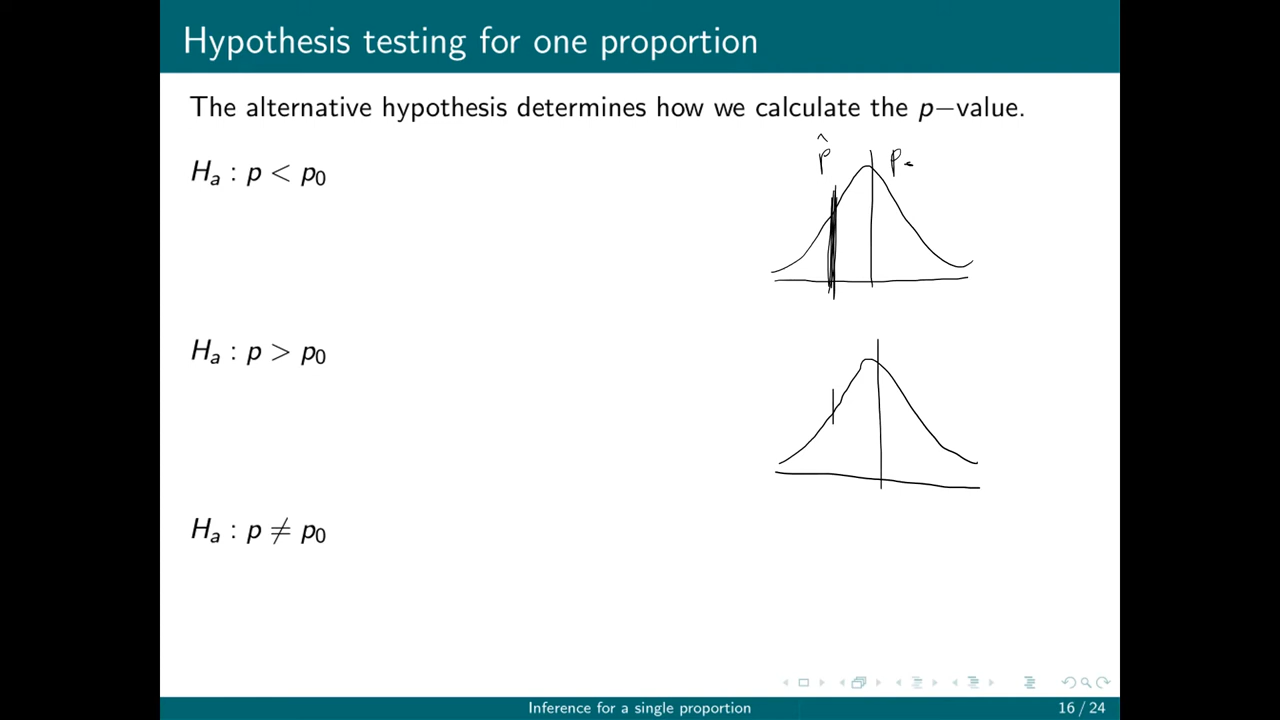 Hypothesis testing for one proportion
The alternative hypothesis determines how we calculate the p−value.
p̂ p₀
Hₐ : p < p₀
Hₐ : p > p₀
Hₐ : p ≠ p₀
Inference for a single proportion 16 / 24